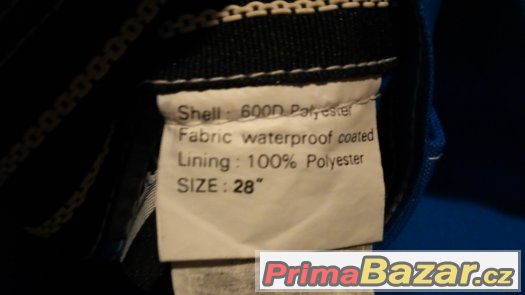 Shell : 600D Polyester
Fabric waterproof coated
Lining : 100% Polyester
SIZE : 28"
PrimaBazar.cz